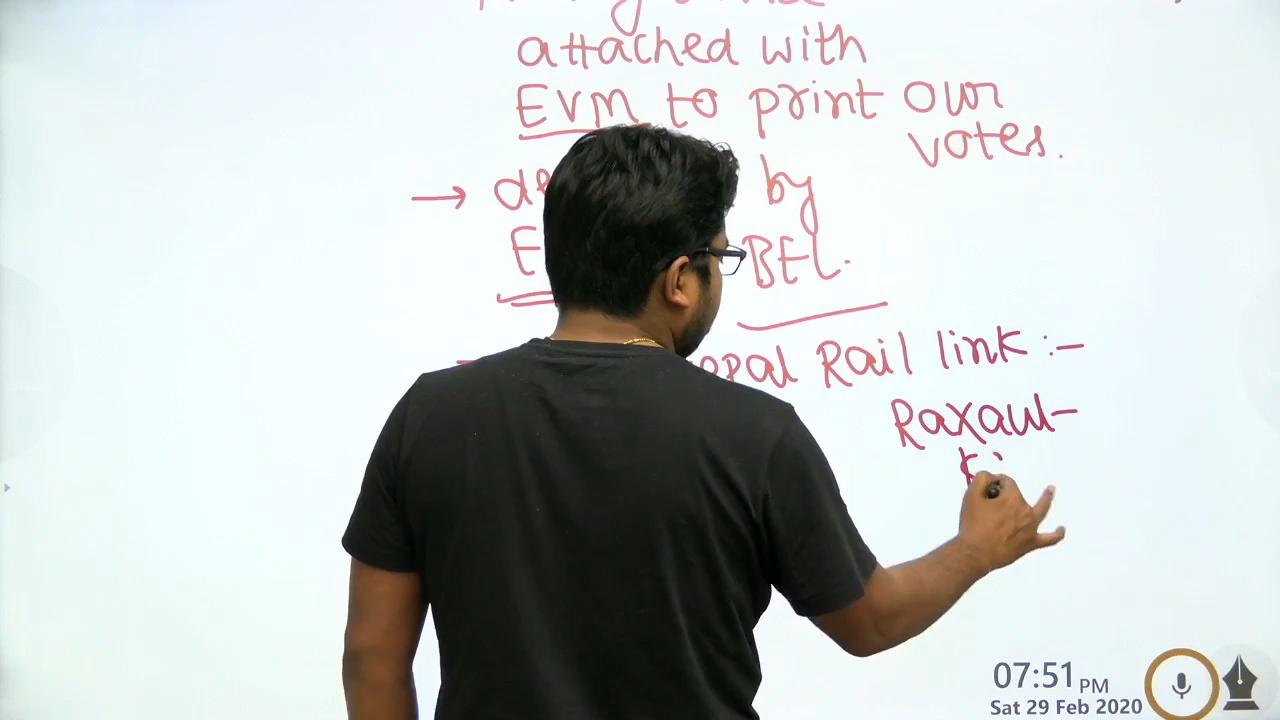 attached with
EVM to print our
votes.
→ by
BEL.
Rail link :-
Raxaul-
07:51 PM
Sat 29 Feb 2020